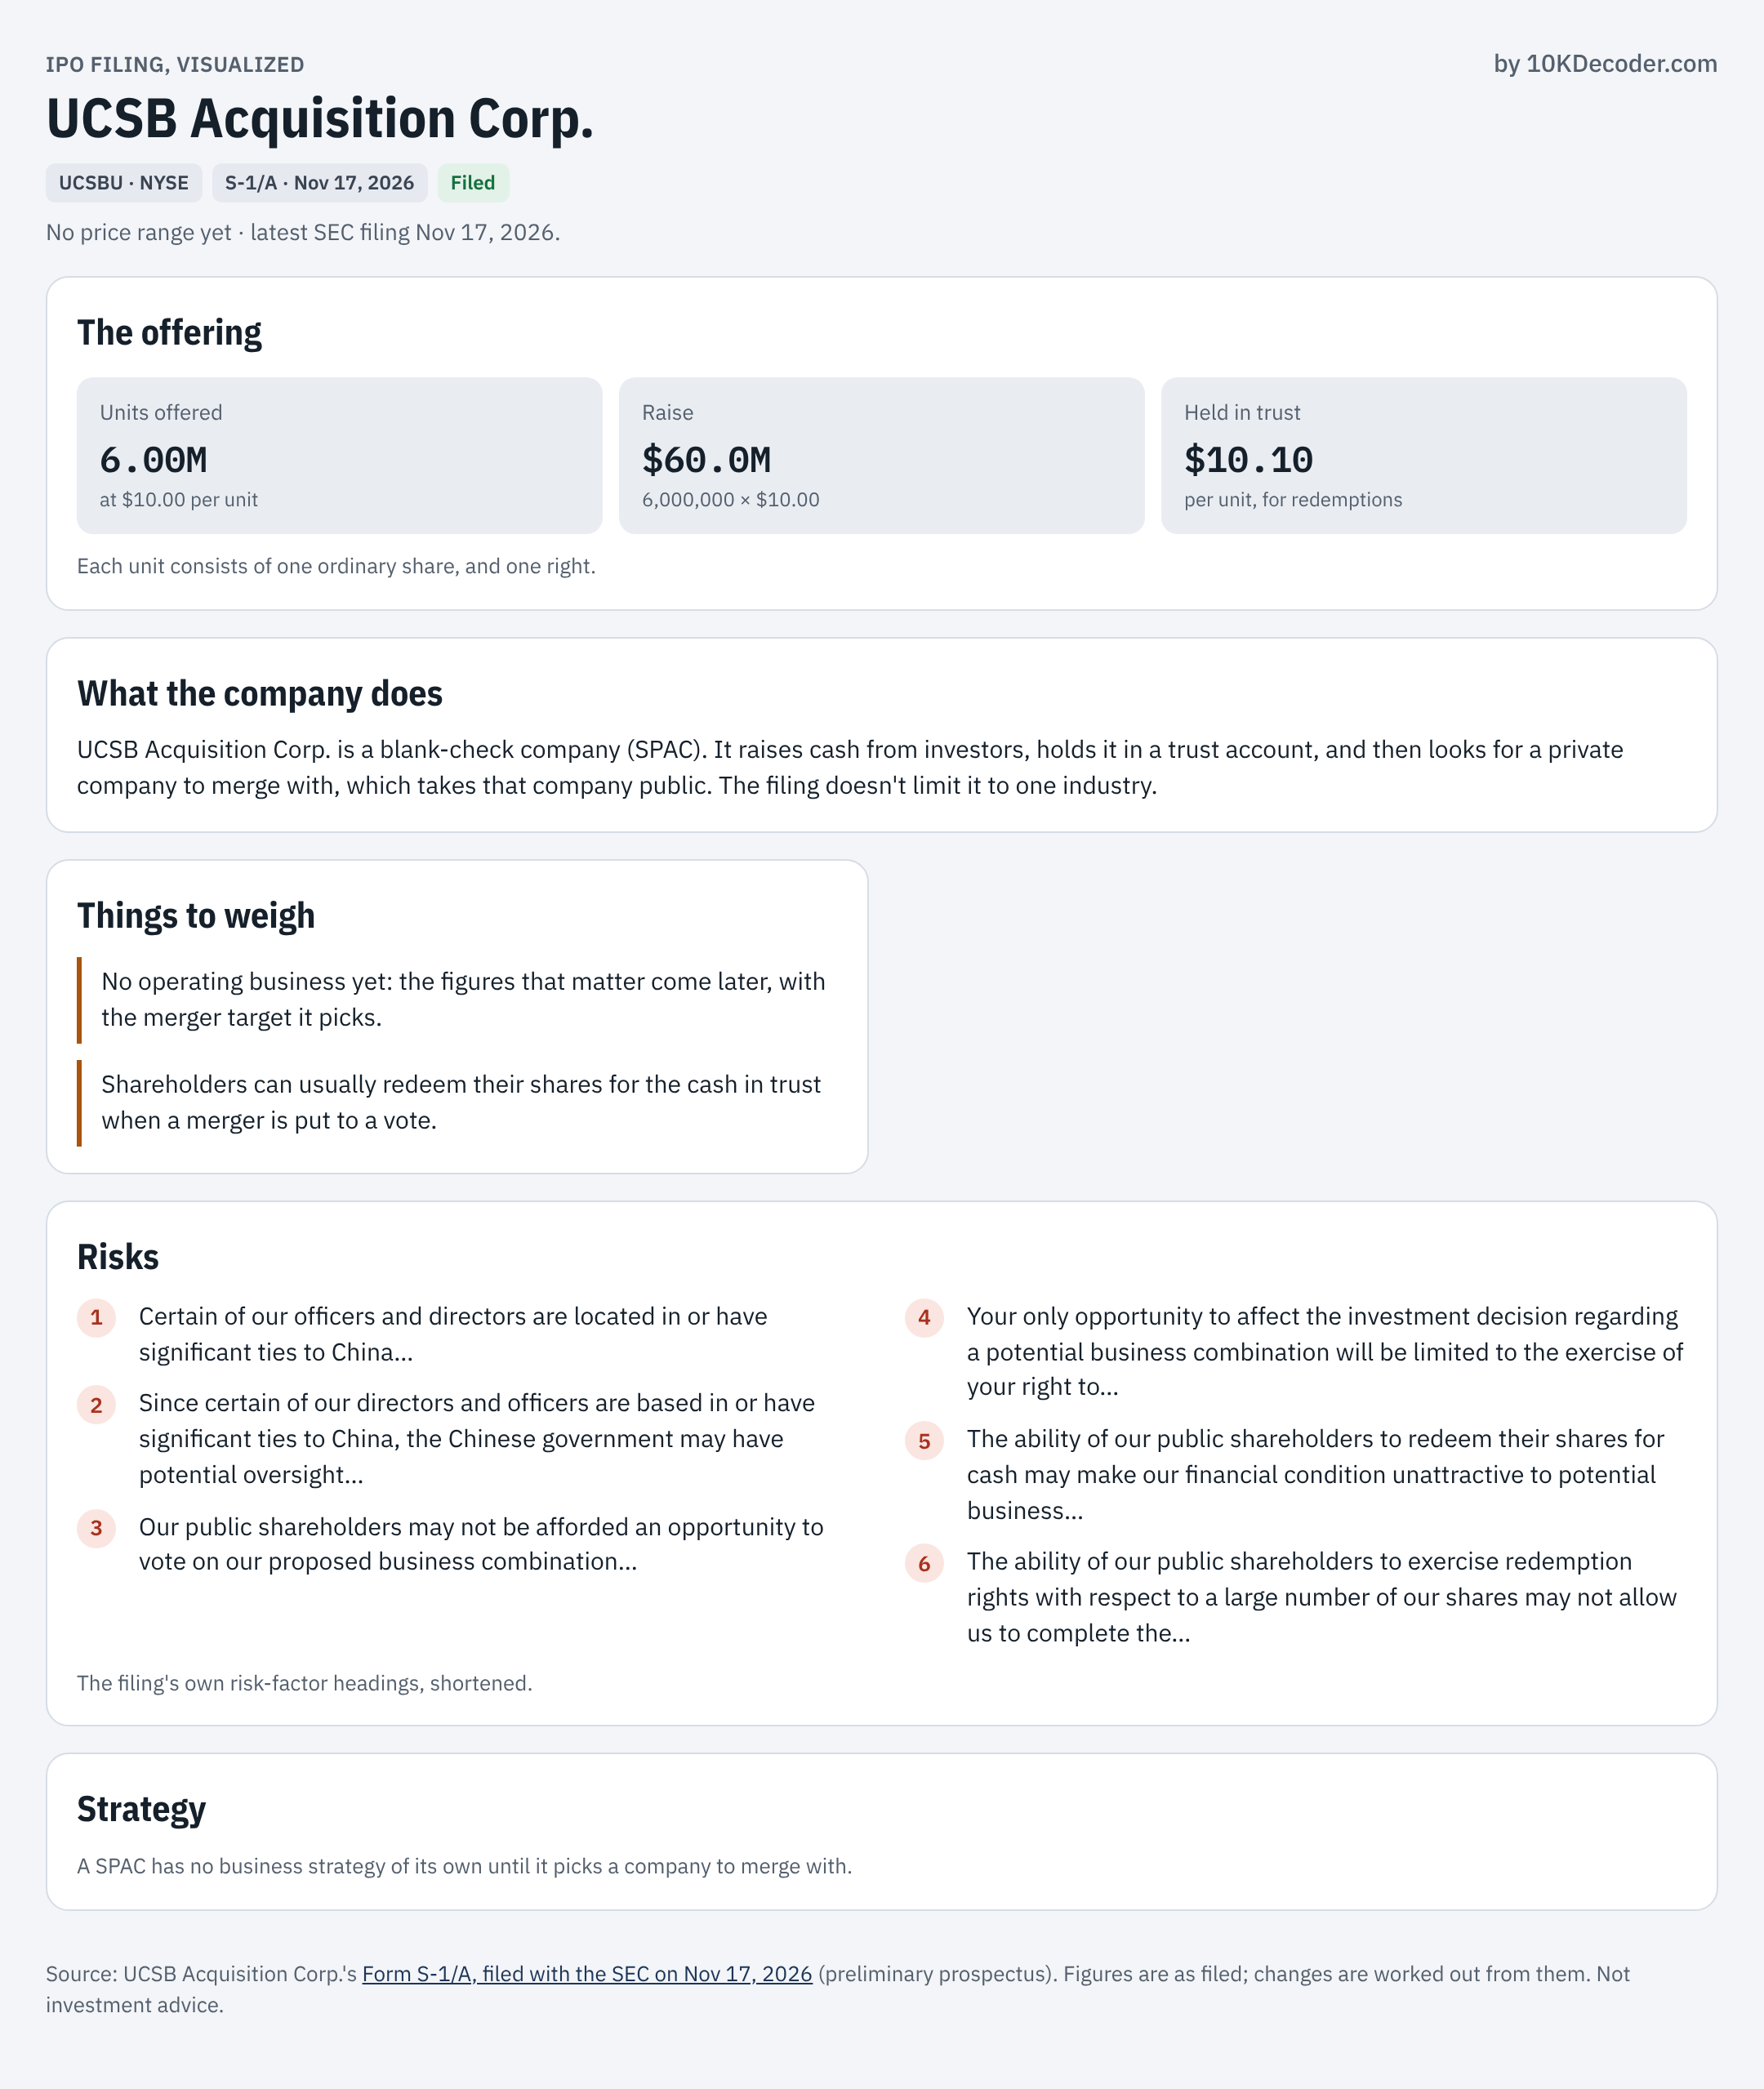 IPO FILING, VISUALIZED
by 10KDecoder.com
UCSB Acquisition Corp.
UCSBU · NYSE
S-1/A · Nov 17, 2026
Filed
No price range yet · latest SEC filing Nov 17, 2026.
The offering
Units offered
6.00M
at $10.00 per unit
Raise
$60.0M
6,000,000 × $10.00
Held in trust
$10.10
per unit, for redemptions
Each unit consists of one ordinary share, and one right.
What the company does
UCSB Acquisition Corp. is a blank-check company (SPAC). It raises cash from investors, holds it in a trust account, and then looks for a private
company to merge with, which takes that company public. The filing doesn't limit it to one industry.
Things to weigh
No operating business yet: the figures that matter come later, with
the merger target it picks.
Shareholders can usually redeem their shares for the cash in trust
when a merger is put to a vote.
Risks
1
Certain of our officers and directors are located in or have
significant ties to China...
2
Since certain of our directors and officers are based in or have
significant ties to China, the Chinese government may have
potential oversight...
3
Our public shareholders may not be afforded an opportunity to
vote on our proposed business combination...
4
Your only opportunity to affect the investment decision regarding
a potential business combination will be limited to the exercise of
your right to...
5
The ability of our public shareholders to redeem their shares for
cash may make our financial condition unattractive to potential
business...
6
The ability of our public shareholders to exercise redemption
rights with respect to a large number of our shares may not allow
us to complete the...
The filing's own risk-factor headings, shortened.
Strategy
A SPAC has no business strategy of its own until it picks a company to merge with.
Source: UCSB Acquisition Corp.'s Form S-1/A, filed with the SEC on Nov 17, 2026 (preliminary prospectus). Figures are as filed; changes are worked out from them. Not
investment advice.